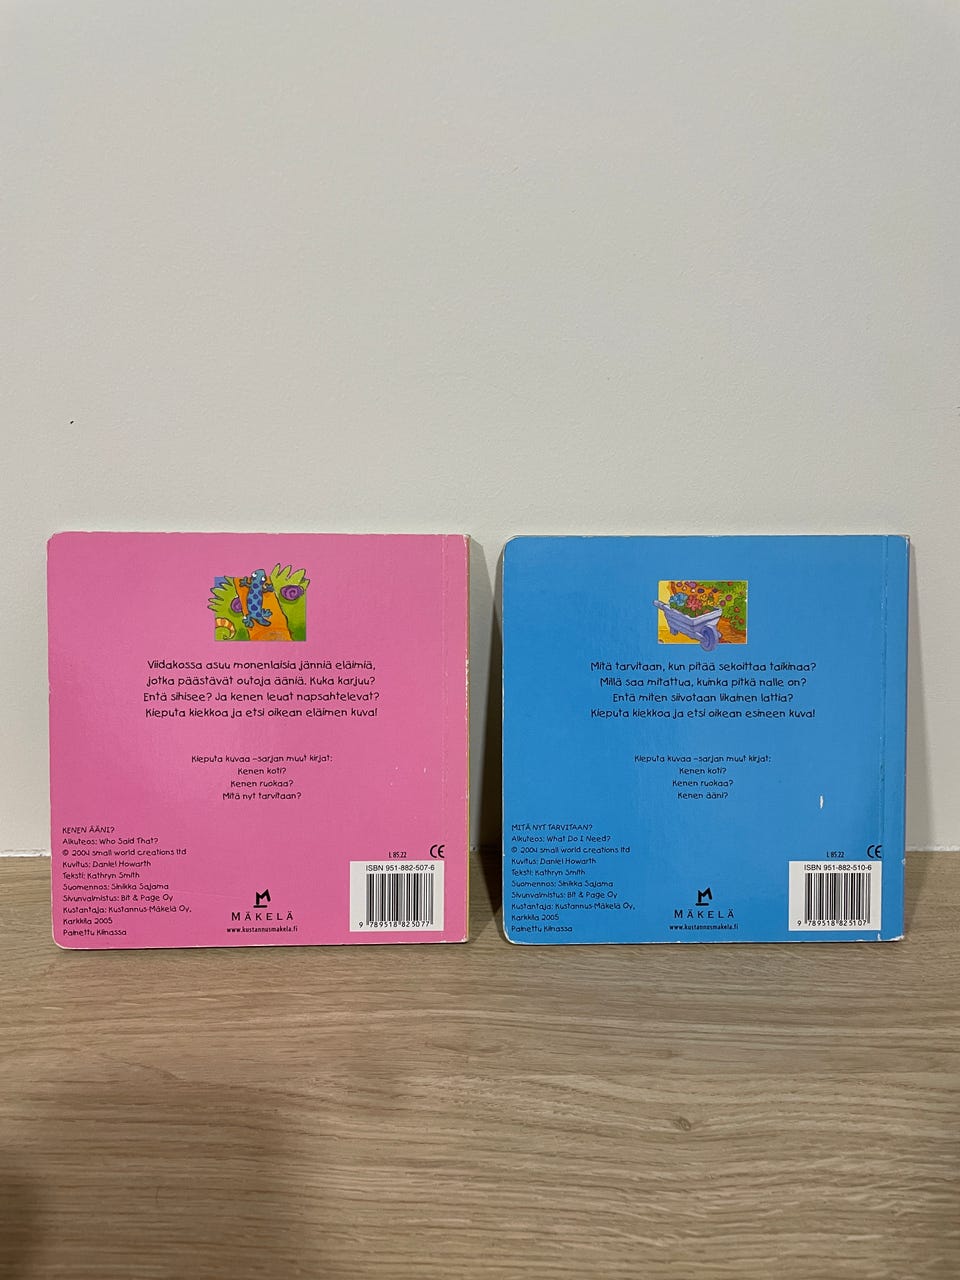 Viidakossa asuu monenlaisia jänniä eläimiä,
jotka päästävät outoja ääniä. Kuka karjuu?
Entä sihisee? Ja kenen leuat napsahtelevat?
Kieputa kiekkoa ja etsi oikean eläimen kuva!
Kieputa kuvaa –sarjan muut kirjat:
Kenen koti?
Kenen ruokaa?
Mitä nyt tarvitaan?
KENEN ÄÄNI?
Alkuteos: Who Said That?
© 2004 small world creations ltd
Kuvitus: Daniel Howarth
Teksti: Kathryn Smith
Suomennos: Sinikka Sajama
Sivunvalmistus: Bit & Page Oy
Kustantaja: Kustannus-Mäkelä Oy,
Karkkila 2005
Painettu Kiinassa
MÄKELÄ
www.kustannusmakela.fi
L 85.22
CE
ISBN 951-882-507-6
9 789518 825077
Mitä tarvitaan, kun pitää sekoittaa taikinaa?
Millä saa mitattua, kuinka pitkä nalle on?
Entä miten siivotaan likainen lattia?
Kieputa kiekkoa ja etsi oikean esineen kuva!
Kieputa kuvaa –sarjan muut kirjat:
Kenen koti?
Kenen ruokaa?
Kenen ääni?
MITÄ NYT TARVITAAN?
Alkuteos: What Do I Need?
© 2004 small world creations ltd
Kuvitus: Daniel Howarth
Teksti: Kathryn Smith
Suomennos: Sinikka Sajama
Sivunvalmistus: Bit & Page Oy
Kustantaja: Kustannus-Mäkelä Oy,
Karkkila 2005
Painettu Kiinassa
MÄKELÄ
www.kustannusmakela.fi
L 85.22
CE
ISBN 951-882-510-6
9 789518 825107